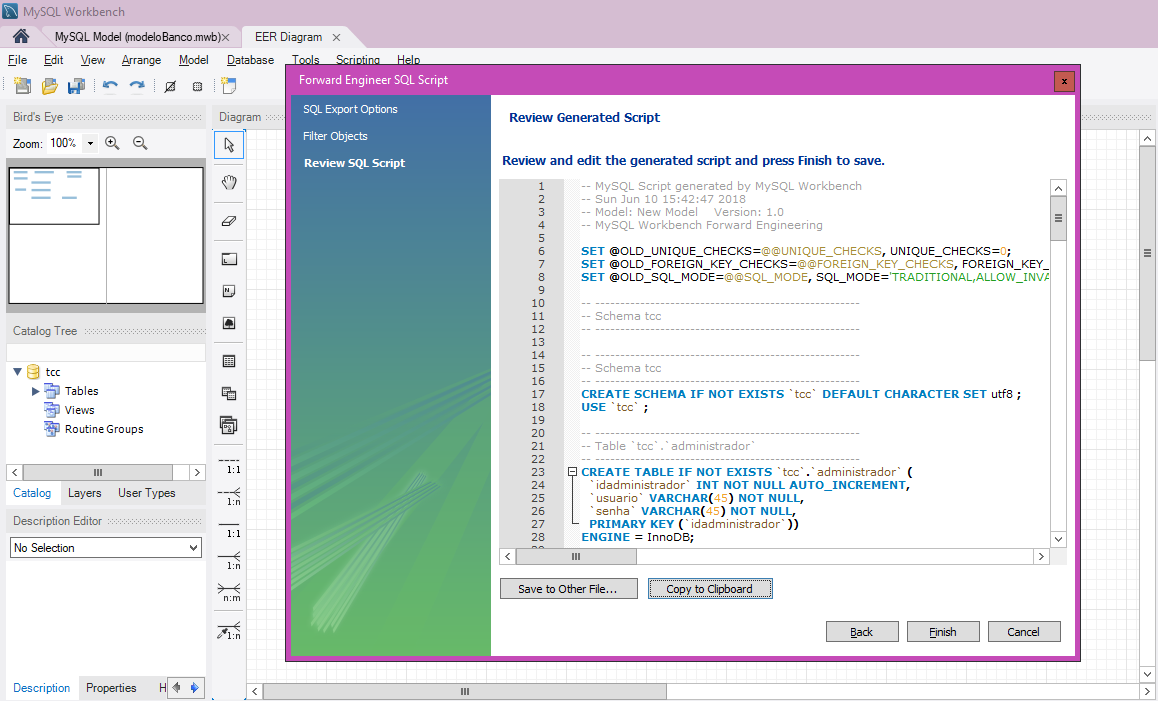 MySQL Workbench
MySQL Model (modeloBanco.mwb)
EER Diagram
File Edit View Arrange Model Database Tools Scripting Help
Bird's Eye
Zoom: 100%
Catalog Tree
tcc
Tables
Views
Routine Groups
Catalog Layers User Types
Description Editor
No Selection
Description Properties H
Diagram
1:1
1:n
1:1
1:n
n:m
1:n
Forward Engineer SQL Script
x
SQL Export Options
Filter Objects
Review SQL Script
Review Generated Script
Review and edit the generated script and press Finish to save.
1 -- MySQL Script generated by MySQL Workbench
2 -- Sun Jun 10 15:42:47 2018
3 -- Model: New Model    Version: 1.0
4 -- MySQL Workbench Forward Engineering
5
6 SET @OLD_UNIQUE_CHECKS=@@UNIQUE_CHECKS, UNIQUE_CHECKS=0;
7 SET @OLD_FOREIGN_KEY_CHECKS=@@FOREIGN_KEY_CHECKS, FOREIGN_KEY_
8 SET @OLD_SQL_MODE=@@SQL_MODE, SQL_MODE='TRADITIONAL,ALLOW_INVA
9
10 -- -----------------------------------------------------
11 -- Schema tcc
12 -- -----------------------------------------------------
13
14 -- -----------------------------------------------------
15 -- Schema tcc
16 -- -----------------------------------------------------
17 CREATE SCHEMA IF NOT EXISTS `tcc` DEFAULT CHARACTER SET utf8 ;
18 USE `tcc` ;
19
20 -- -----------------------------------------------------
21 -- Table `tcc`.`administrador`
22 -- -----------------------------------------------------
23 CREATE TABLE IF NOT EXISTS `tcc`.`administrador` (
24 `idadministrador` INT NOT NULL AUTO_INCREMENT,
25 `usuario` VARCHAR(45) NOT NULL,
26 `senha` VARCHAR(45) NOT NULL,
27 PRIMARY KEY (`idadministrador`))
28 ENGINE = InnoDB;
Save to Other File... Copy to Clipboard
Back Finish Cancel